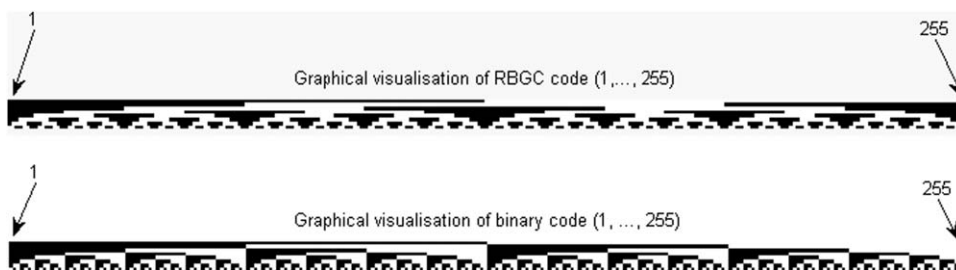 1
255
Graphical visualisation of RBGC code (1,..., 255)
1
255
Graphical visualisation of binary code (1, ..., 255)